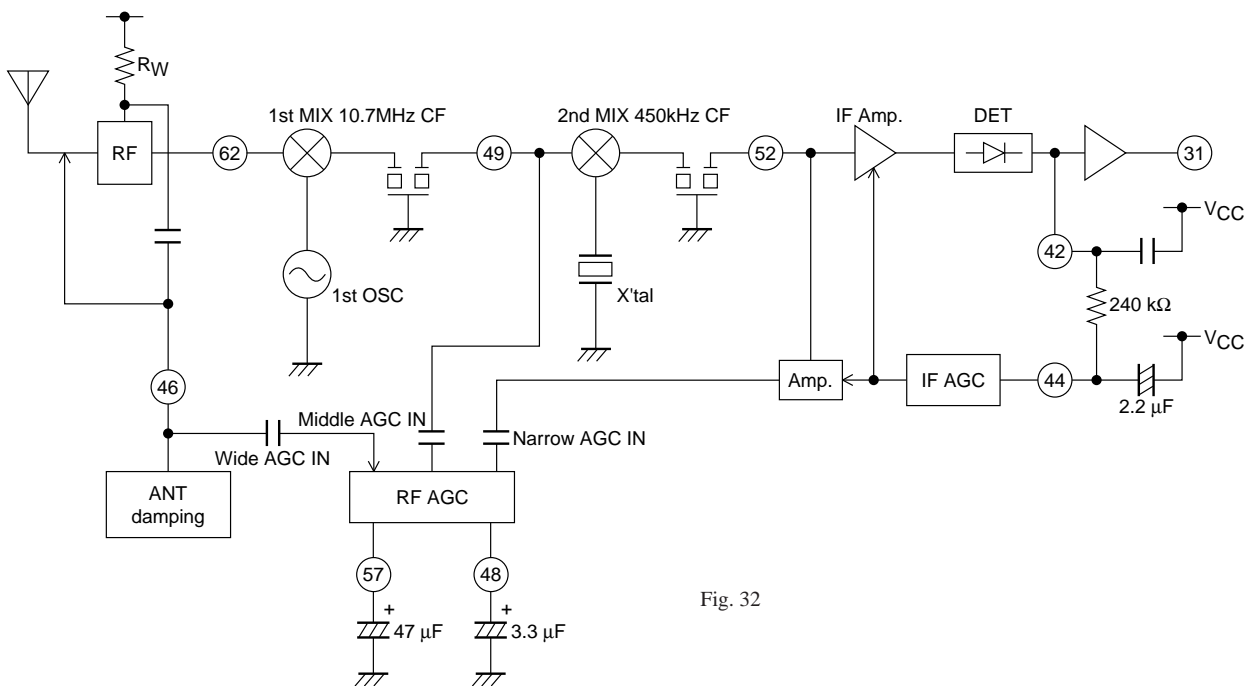 RW
1st MIX 10.7MHz CF
2nd MIX 450kHz CF
IF Amp.
DET
RF
62
49
52
31
VCC
42
1st OSC
X'tal
240 kΩ
VCC
46
Amp.
IF AGC
44
2.2 µF
Middle AGC IN
Narrow AGC IN
Wide AGC IN
ANT
damping
RF AGC
57
48
+
+
47 µF
3.3 µF
Fig. 32